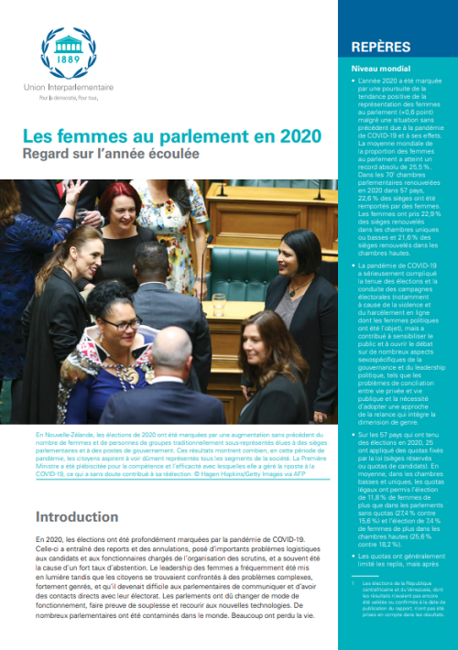 1889
Union Interparlementaire
Pour la démocratie. Pour tous.
Les femmes au parlement en 2020
Regard sur l'année écoulée
En Nouvelle-Zélande, les élections de 2020 ont été marquées par une augmentation sans précédent du
nombre de femmes et de personnes de groupes traditionnellement sous-représentés élues à des sièges
parlementaires et à des postes de gouvernement. Ces résultats montrent combien, en cette période de
pandémie, les citoyens aspirent à voir dûment représentés tous les segments de la société. La Première
Ministre a été plébiscitée pour la compétence et l'efficacité avec lesquelles elle a géré la riposte à la
COVID-19, ce qui a sans doute contribué à sa réélection. © Hagen Hopkins/Getty Images via AFP
Introduction
En 2020, les élections ont été profondément marquées par la pandémie de COVID-19.
Celle-ci a entraîné des reports et des annulations, posé d'importants problèmes logistiques
aux candidats et aux fonctionnaires chargés de l'organisation des scrutins, et a souvent été
la cause d'un fort taux d'abstention. Le leadership des femmes a fréquemment été mis
en lumière tandis que les citoyens se trouvaient confrontés à des problèmes complexes,
fortement genrés, et qu'il devenait difficile aux parlementaires de communiquer et d'avoir
des contacts directs avec leur électorat. Les parlements ont dû changer de mode de
fonctionnement, faire preuve de souplesse et recourir aux nouvelles technologies. De
nombreux parlementaires ont été contaminés dans le monde. Beaucoup ont perdu la vie.
REPÈRES
Niveau mondial
• L'année 2020 a été marquée
par une poursuite de la
tendance positive de la
représentation des femmes
au parlement (+0,6 point)
malgré une situation sans
précédent due à la pandémie
de COVID-19 et à ses effets.
La moyenne mondiale de
la proportion des femmes
au parlement a atteint un
record absolu de 25,5 %.
Dans les 70¹ chambres
parlementaires renouvelées
en 2020 dans 57 pays,
22,6 % des sièges ont été
remportés par des femmes.
Les femmes ont pris 22,9 %
des sièges renouvelés
dans les chambres uniques
ou basses et 21,6 % des
sièges renouvelés dans les
chambres hautes.
• La pandémie de COVID-19
a sérieusement compliqué
la tenue des élections et la
conduite des campagnes
électorales (notamment
à cause de la violence et
du harcèlement en ligne
dont les femmes politiques
ont été l'objet), mais a
contribué à sensibiliser le
public et à ouvrir le débat
sur de nombreux aspects
sexospécifiques de la
gouvernance et du leadership
politique, tels que les
problèmes de conciliation
entre vie privée et vie
publique et la nécessité
d'adopter une approche
de la relance qui intègre la
dimension de genre.
• Sur les 57 pays qui ont tenu
des élections en 2020, 25
ont appliqué des quotas fixés
par la loi (sièges réservés
ou quotas de candidats). En
moyenne, dans les chambres
basses et uniques, les quotas
légaux ont permis l'élection
de 11,8 % de femmes de
plus que dans les parlements
sans quotas (27,4 % contre
15,6 %) et l'élection de 7,4 %
de femmes de plus dans les
chambres hautes (25,6 %
contre 18,2 %).
• Les quotas ont généralement
limité les replis, mais après
1 Les élections de la République
centrafricaine et du Venezuela, dont
les résultats n'avaient pas encore
été validés ou confirmés à la date de
publication du rapport, n'ont pas été
prises en compte dans les résultats.